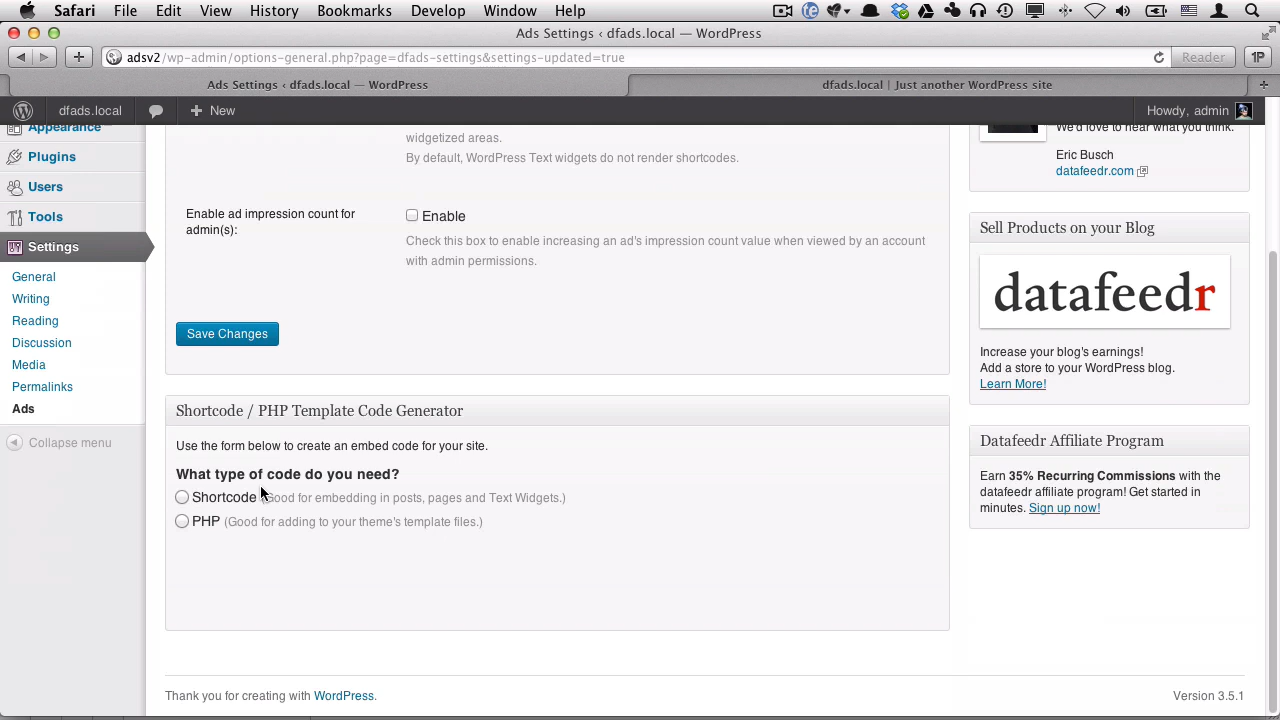 Safari File Edit View History Bookmarks Develop Window Help
Ads Settings ‹ dfads.local — WordPress
adsv2/wp-admin/options-general.php?page=dfads-settings&settings-updated=true
Reader
1P
Ads Settings ‹ dfads.local — WordPress
dfads.local | Just another WordPress site
dfads.local
New
Howdy, admin
Appearance
Plugins
Users
Tools
Settings
General
Writing
Reading
Discussion
Media
Permalinks
Ads
Collapse menu
widgetized areas.
By default, WordPress Text widgets do not render shortcodes.
Enable ad impression count for
admin(s):
Enable
Check this box to enable increasing an ad's impression count value when viewed by an account
with admin permissions.
Save Changes
Shortcode / PHP Template Code Generator
Use the form below to create an embed code for your site.
What type of code do you need?
Shortcode (Good for embedding in posts, pages and Text Widgets.)
PHP (Good for adding to your theme's template files.)
We'd love to hear what you think.
Eric Busch
datafeedr.com
Sell Products on your Blog
datafeedr
Increase your blog's earnings!
Add a store to your WordPress blog.
Learn More!
Datafeedr Affiliate Program
Earn 35% Recurring Commissions with the
datafeedr affiliate program! Get started in
minutes. Sign up now!
Thank you for creating with WordPress.
Version 3.5.1